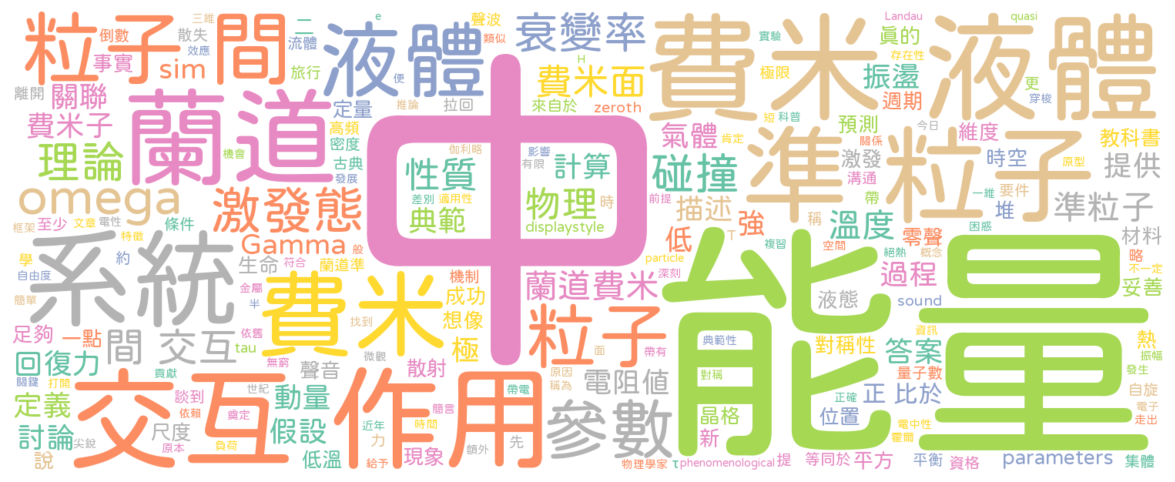 三維 e 聲波 類似 Landau quasi
粒子 間 液體 衰變率 費米 液體
倒數 散失 二 流體 實驗 存在性
事實 sim 效應 旅行 便 費米面 極限 振盪 更 穿梭
離開 關聯 蘭道 定量 推論 拉回 來自於 zeroth 週期
費米子 高頻 密度 中 伽利略 影響 氣體 短 科普 預測 今日 維度 教科書
理論 機會 古典 發展 性質 有限 計算 碰撞 肯定 關係 激發 準 粒子 原型 時空 提供
omega 激發態 差別 適用性 物理 時 前提 描述 強 稱 溝通 帶 一維 要件
框架 至少 文章 電性 典範 displaystyle 低 T 溫度 堆 準粒子
系統 特徵 條件 Gamma 般 particle 複習 空間 零聲 困惑 材料
學 約 生命 符合 蘭道準 機制 深刻 能量 絕熱 概念 略 不一定
自由度 金屬 費米 成功 蘭道費米 液態 過程 妥善
簡單 半 想像 粒子 典範性 sound 資訊
足夠 一點 間 交互 tau 依舊 找到 極 面 帶有 對稱性 熱
回復力 無窮 聲音 微觀 散射 原因 對稱 答案 振幅
關鍵 打開 貢獻 帶電 稱為 電阻值 量子數 發生
定義 交互作用 世紀 談到 動量 簡言 參數 晶格 正確 正 比於 自旋
依賴 奠定 近年 時間 新 位置 電中性 電子
討論 尺度 假設 力 先 霍爾 走出
尖銳 說 原本 負荷 低溫 給予 現象 額外 物理學家 τ phenomenological 提 等同於 平方 平衡 資格 parameters 集體